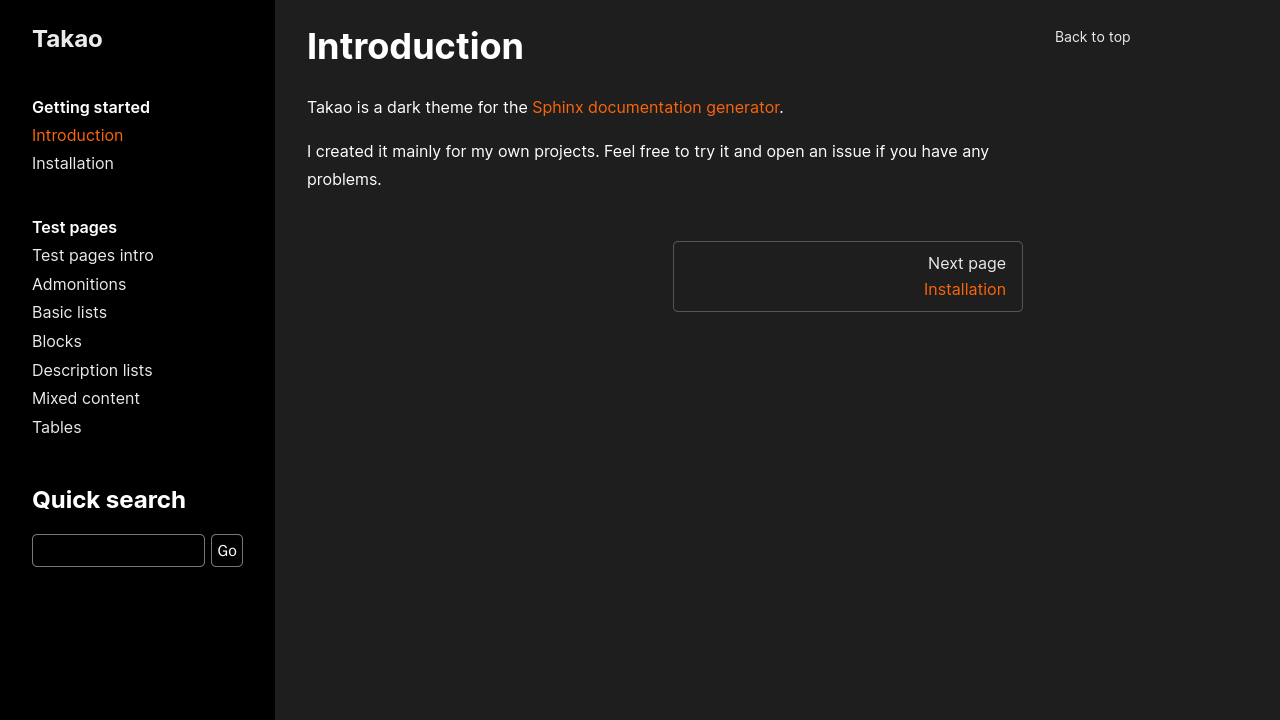 Takao
Getting started
Introduction
Installation
Test pages
Test pages intro
Admonitions
Basic lists
Blocks
Description lists
Mixed content
Tables
Quick search
Go
Introduction
Takao is a dark theme for the Sphinx documentation generator.
I created it mainly for my own projects. Feel free to try it and open an issue if you have any
problems.
Next page
Installation
Back to top